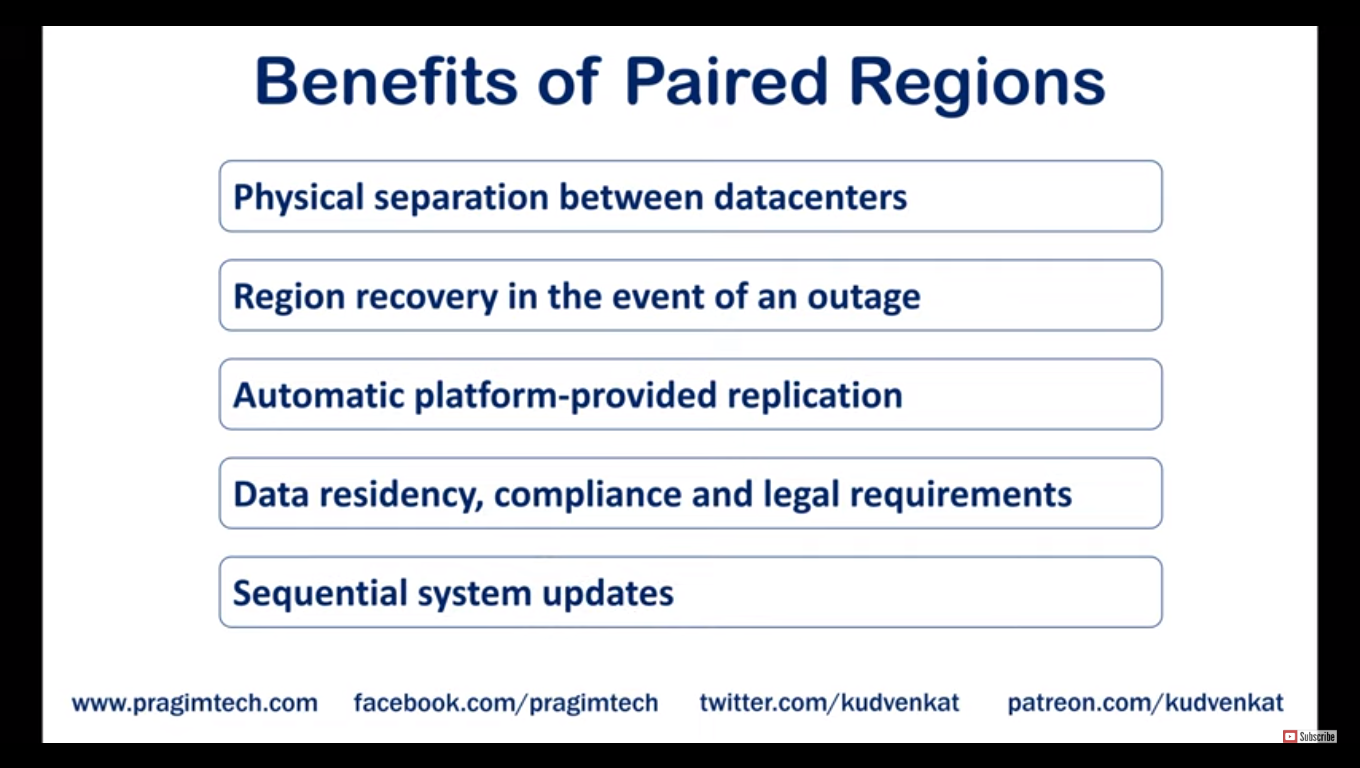 Benefits of Paired Regions
Physical separation between datacenters
Region recovery in the event of an outage
Automatic platform-provided replication
Data residency, compliance and legal requirements
Sequential system updates
www.pragimtech.com facebook.com/pragimtech twitter.com/kudvenkat patreon.com/kudvenkat
Subscribe